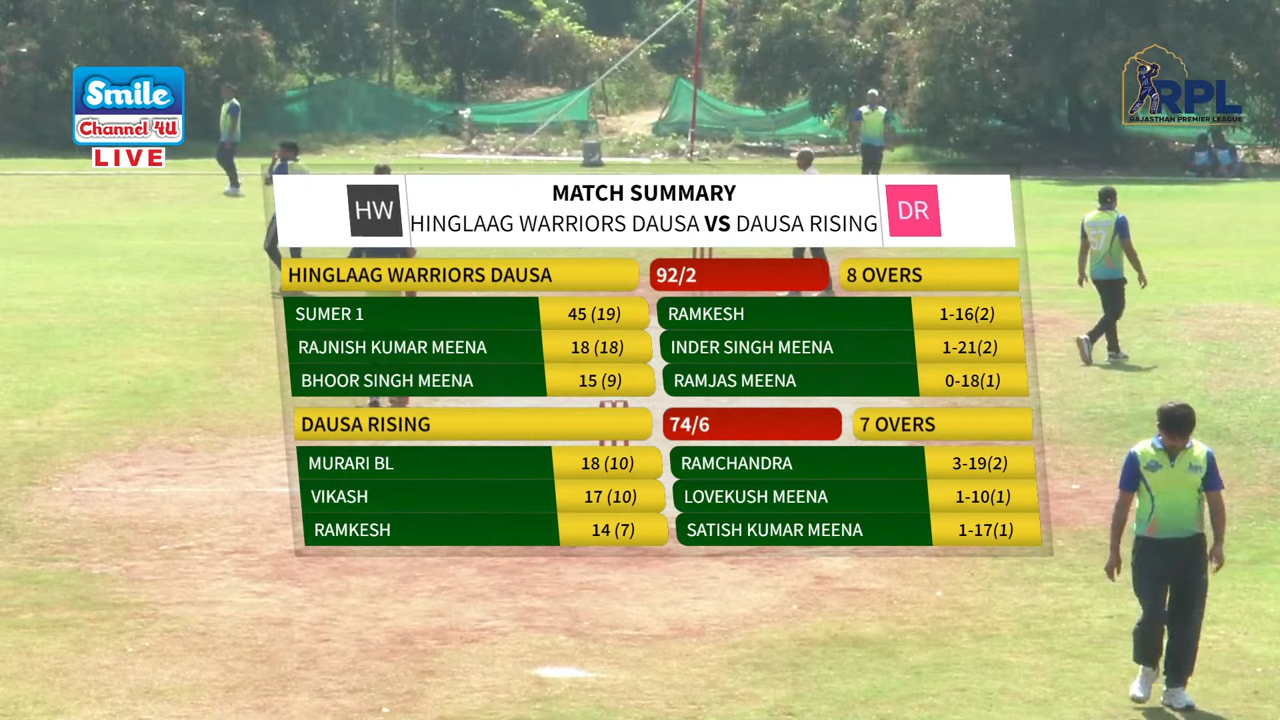 Smile
Channel 4U
LIVE
RPL
RAJASTHAN PREMIER LEAGUE
HW
MATCH SUMMARY
HINGLAAG WARRIORS DAUSA VS DAUSA RISING
DR
HINGLAAG WARRIORS DAUSA 92/2 8 OVERS
SUMER 1 45 (19) RAMKESH 1-16(2)
RAJNISH KUMAR MEENA 18 (18) INDER SINGH MEENA 1-21(2)
BHOOR SINGH MEENA 15 (9) RAMJAS MEENA 0-18(1)
DAUSA RISING 74/6 7 OVERS
MURARI BL 18 (10) RAMCHANDRA 3-19(2)
VIKASH 17 (10) LOVEKUSH MEENA 1-10(1)
RAMKESH 14 (7) SATISH KUMAR MEENA 1-17(1)